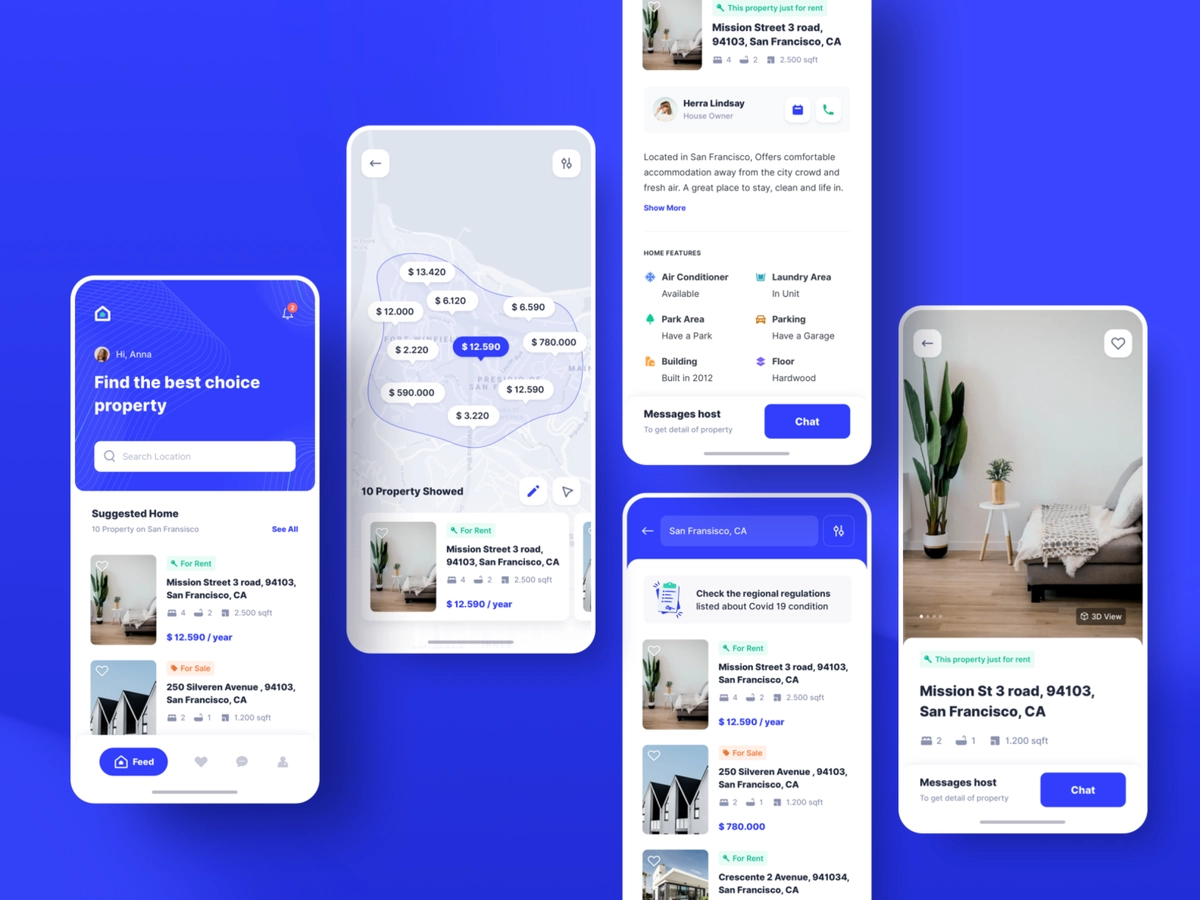 2
Hi, Anna
Find the best choice
property
Search Location
Suggested Home
10 Property on San Fransisco
See All
For Rent
Mission Street 3 road, 94103,
San Francisco, CA
4 2 2.500 sqft
$ 12.590 / year
For Sale
250 Silveren Avenue , 94103,
San Francisco, CA
2 1 1.200 sqft
Feed
$ 13.420
$ 6.120
$ 12.000
$ 6.590
$ 2.220
$ 12.590
$ 780.000
$ 590.000
$ 12.590
$ 3.220
PRESIDIO OF
10 Property Showed
For Rent
Mission Street 3 road,
94103, San Francisco, CA
4 2 2.500 sqft
$ 12.590 / year
This property just for rent
Mission Street 3 road,
94103, San Francisco, CA
4 2 2.500 sqft
Herra Lindsay
House Owner
Located in San Francisco, Offers comfortable
accommodation away from the city crowd and
fresh air. A great place to stay, clean and life in.
Show More
HOME FEATURES
Air Conditioner
Available
Laundry Area
In Unit
Park Area
Have a Park
Parking
Have a Garage
Building
Built in 2012
Floor
Hardwood
Messages host
To get detail of property
Chat
San Fransisco, CA
Check the regional regulations
listed about Covid 19 condition
For Rent
Mission Street 3 road, 94103,
San Francisco, CA
4 2 2.500 sqft
$ 12.590 / year
For Sale
250 Silveren Avenue , 94103,
San Francisco, CA
2 1 1.200 sqft
$ 780.000
For Rent
Crescente 2 Avenue, 941034,
San Francisco, CA
3D View
This property just for rent
Mission St 3 road, 94103,
San Francisco, CA
2 1 1.200 sqft
Messages host
To get detail of property
Chat